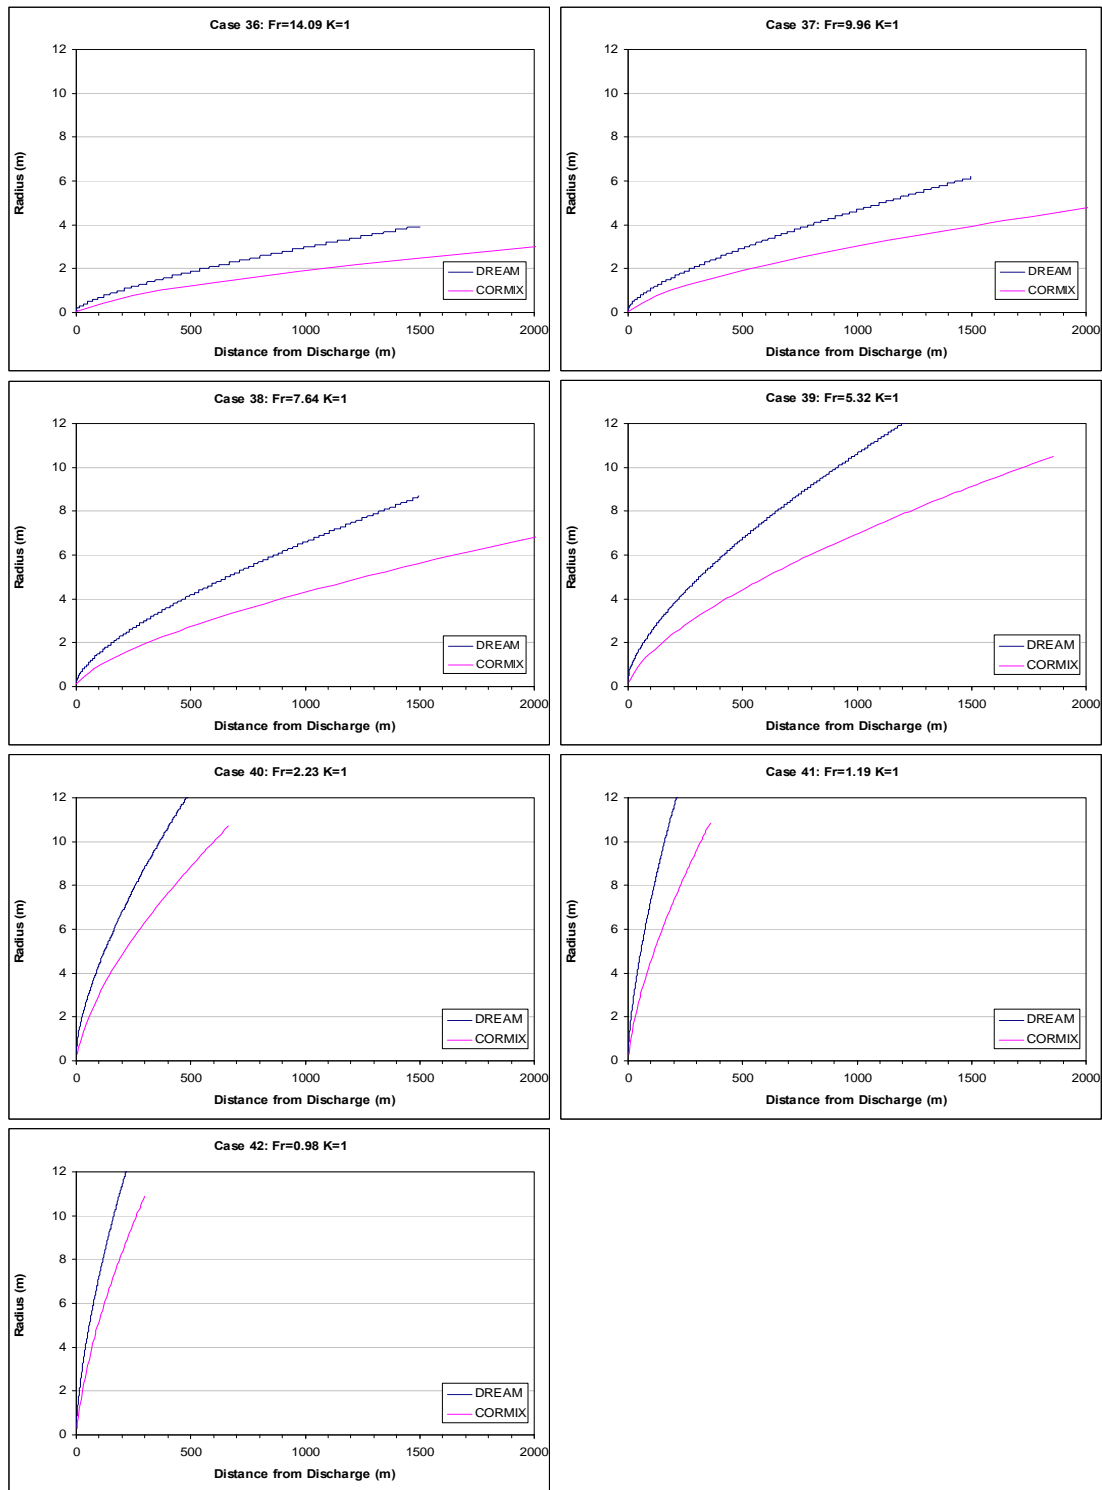 Case 36: Fr=14.09 K=1
12
10
8
6
4
2
0
Radius (m)
DREAM
CORMIX
0 500 1000 1500 2000
Distance from Discharge (m)
Case 37: Fr=9.96 K=1
12
10
8
6
4
2
0
Radius (m)
DREAM
CORMIX
0 500 1000 1500 2000
Distance from Discharge (m)
Case 38: Fr=7.64 K=1
12
10
8
6
4
2
0
Radius (m)
DREAM
CORMIX
0 500 1000 1500 2000
Distance from Discharge (m)
Case 39: Fr=5.32 K=1
12
10
8
6
4
2
0
Radius (m)
DREAM
CORMIX
0 500 1000 1500 2000
Distance from Discharge (m)
Case 40: Fr=2.23 K=1
12
10
8
6
4
2
0
Radius (m)
DREAM
CORMIX
0 500 1000 1500 2000
Distance from Discharge (m)
Case 41: Fr=1.19 K=1
12
10
8
6
4
2
0
Radius (m)
DREAM
CORMIX
0 500 1000 1500 2000
Distance from Discharge (m)
Case 42: Fr=0.98 K=1
12
10
8
6
4
2
0
Radius (m)
DREAM
CORMIX
0 500 1000 1500 2000
Distance from Discharge (m)